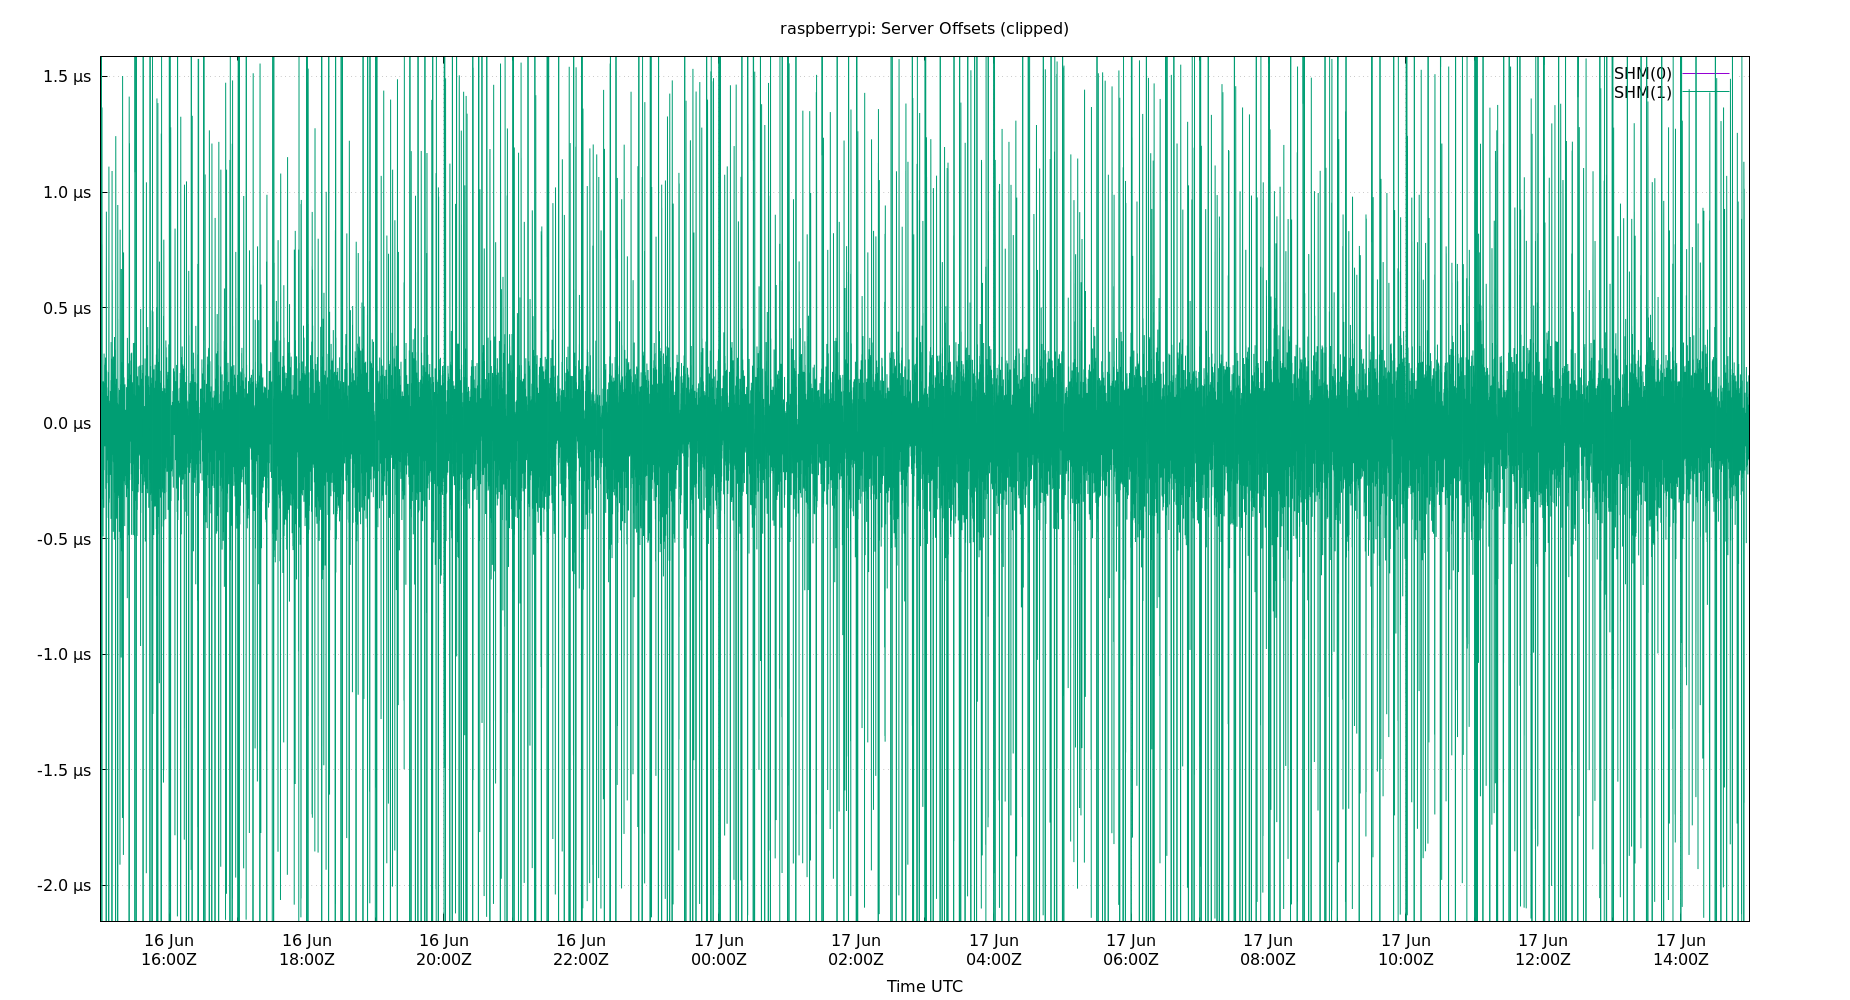 raspberrypi: Server Offsets (clipped)
1.5 µs
1.0 µs
0.5 µs
0.0 µs
-0.5 µs
-1.0 µs
-1.5 µs
-2.0 µs
SHM(0)
SHM(1)
16 Jun 16 Jun 16 Jun 16 Jun 17 Jun 17 Jun 17 Jun 17 Jun 17 Jun 17 Jun 17 Jun 17 Jun
16:00Z 18:00Z 20:00Z 22:00Z 00:00Z 02:00Z 04:00Z 06:00Z 08:00Z 10:00Z 12:00Z 14:00Z
Time UTC